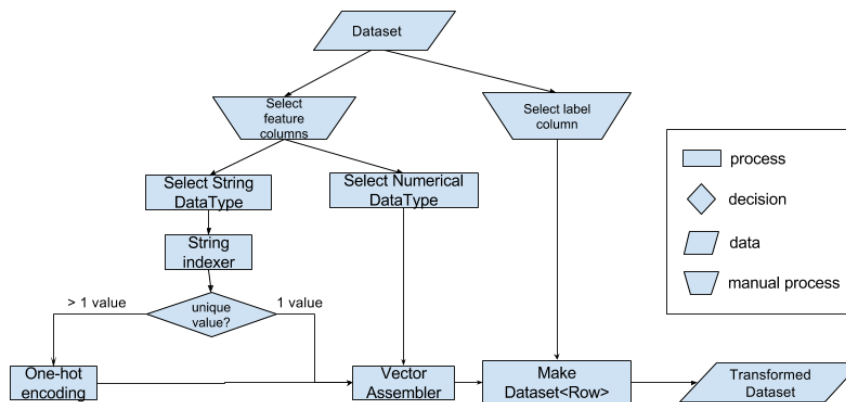 Dataset
Select
feature
columns
Select label
column
Select String
DataType
Select Numerical
DataType
String
indexer
unique
value?
> 1 value
1 value
One-hot
encoding
Vector
Assembler
Make
Dataset<Row>
Transformed
Dataset
process
decision
data
manual process